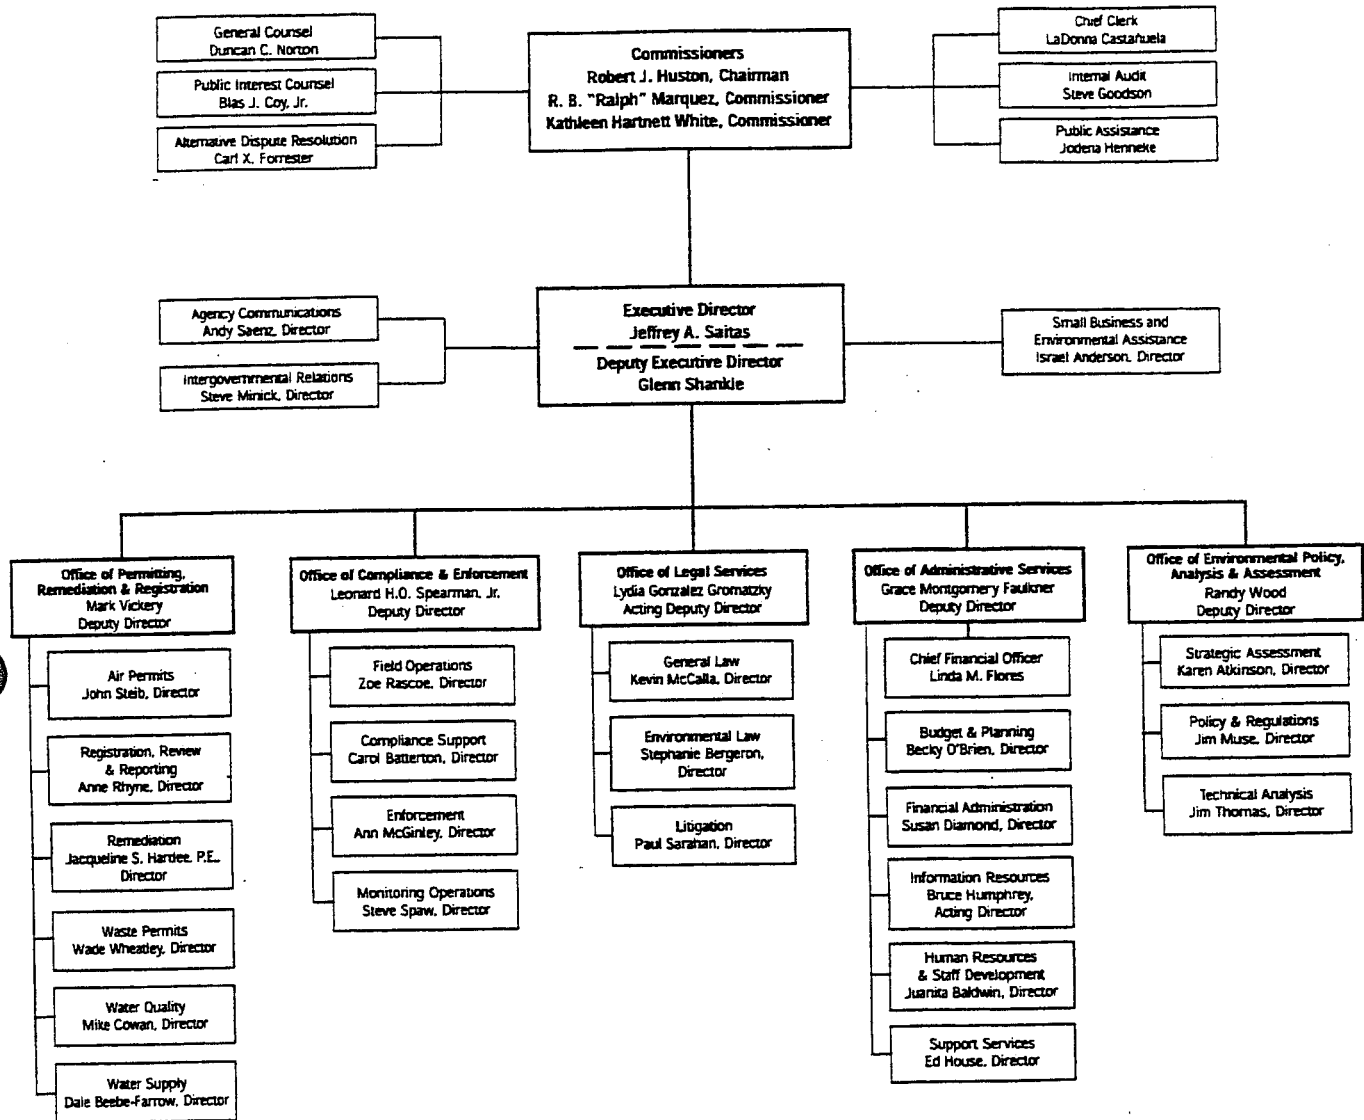 General Counsel
Duncan C. Norton
Public Interest Counsel
Blas J. Coy, Jr.
Alternative Dispute Resolution
Carl X. Forrester
Commissioners
Robert J. Huston, Chairman
R. B. "Ralph" Marquez, Commissioner
Kathleen Hartnett White, Commissioner
Chief Clerk
LaDonna Castañuela
Internal Audit
Steve Goodson
Public Assistance
Jodena Henneke
Agency Communications
Andy Saenz, Director
Intergovernmental Relations
Steve Minick, Director
Executive Director
Jeffrey A. Saitas
Deputy Executive Director
Glenn Shankle
Small Business and
Environmental Assistance
Israel Anderson, Director
Office of Permitting,
Remediation & Registration
Mark Vickery
Deputy Director
Air Permits
John Steib, Director
Registration, Review
& Reporting
Anne Rhyne, Director
Remediation
Jacqueline S. Hardee, P.E.,
Director
Waste Permits
Wade Wheatley, Director
Water Quality
Mike Cowan, Director
Water Supply
Dale Beebe-Farrow, Director
Office of Compliance & Enforcement
Leonard H.O. Spearman, Jr.
Deputy Director
Field Operations
Zoe Rascoe, Director
Compliance Support
Carol Batterton, Director
Enforcement
Ann McGinley, Director
Monitoring Operations
Steve Spaw, Director
Office of Legal Services
Lydia Gonzalez Gromatzky
Acting Deputy Director
General Law
Kevin McCalla, Director
Environmental Law
Stephanie Bergeron,
Director
Litigation
Paul Sarahan, Director
Office of Administrative Services
Grace Montgomery Faulkner
Deputy Director
Chief Financial Officer
Linda M. Flores
Budget & Planning
Becky O'Brien, Director
Financial Administration
Susan Diamond, Director
Information Resources
Bruce Humphrey,
Acting Director
Human Resources
& Staff Development
Juanita Baldwin, Director
Support Services
Ed House, Director
Office of Environmental Policy,
Analysis & Assessment
Randy Wood
Deputy Director
Strategic Assessment
Karen Atkinson, Director
Policy & Regulations
Jim Muse, Director
Technical Analysis
Jim Thomas, Director